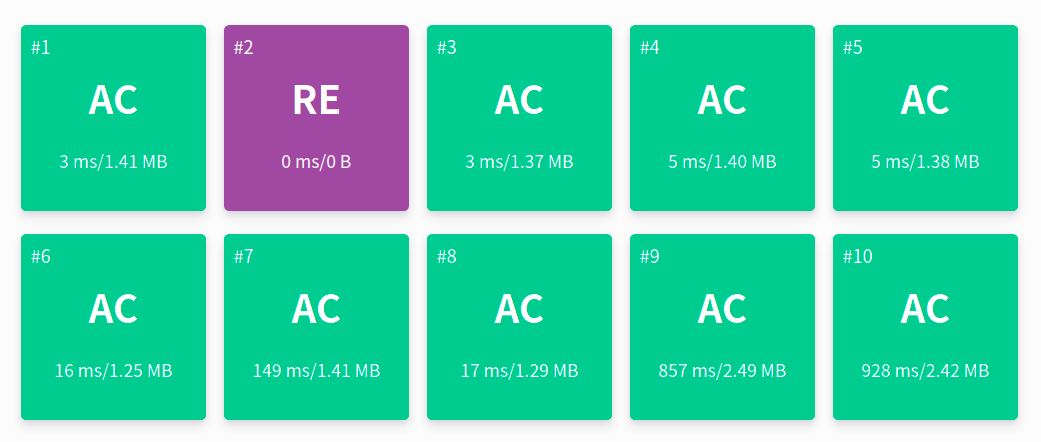 #1 #2 #3 #4 #5
AC RE AC AC AC
3 ms/1.41 MB 0 ms/0 B 3 ms/1.37 MB 5 ms/1.40 MB 5 ms/1.38 MB
#6 #7 #8 #9 #10
AC AC AC AC AC
16 ms/1.25 MB 149 ms/1.41 MB 17 ms/1.29 MB 857 ms/2.49 MB 928 ms/2.42 MB